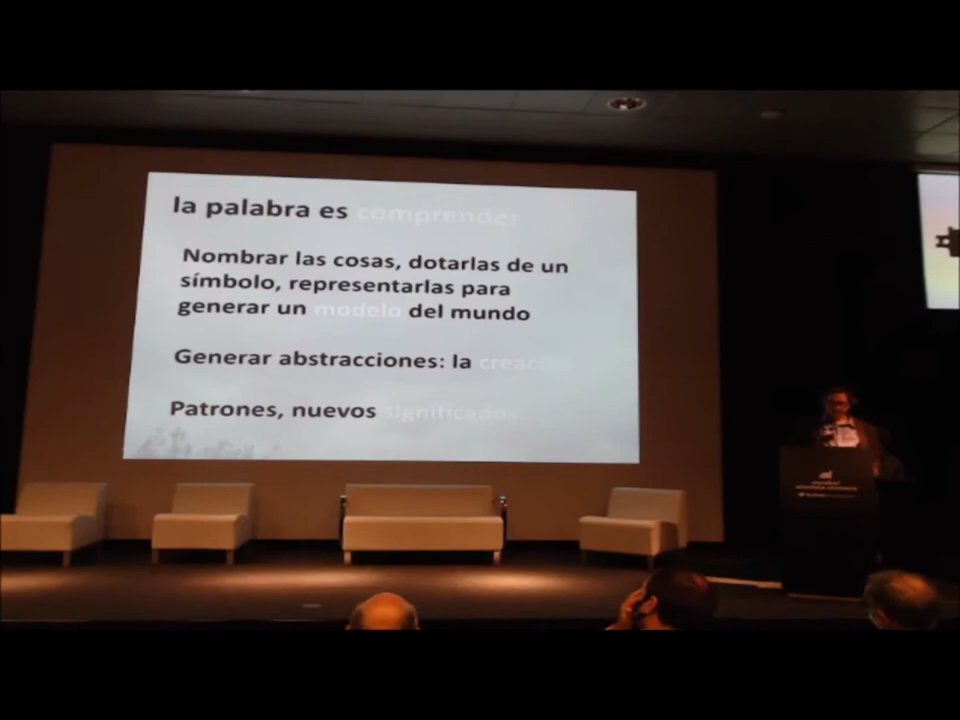 la palabra es comprender
Nombrar las cosas, dotarlas de un
símbolo, representarlas para
generar un modelo del mundo
Generar abstracciones: la
Patrones, nuevos significados